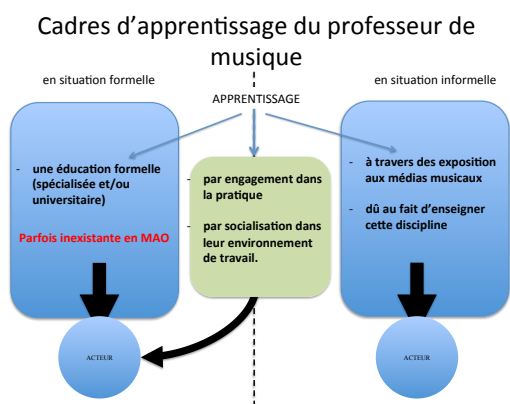 Cadres d’apprentissage du professeur de
musique
en situation formelle
en situation informelle
APPRENTISSAGE
- une éducation formelle
(spécialisée et/ou
universitaire)
Parfois inexistante en MAO
- par engagement dans
la pratique
- par socialisation dans
leur environnement
de travail.
- à travers des exposition
aux médias musicaux
- dû au fait d’enseigner
cette discipline
ACTEUR
ACTEUR